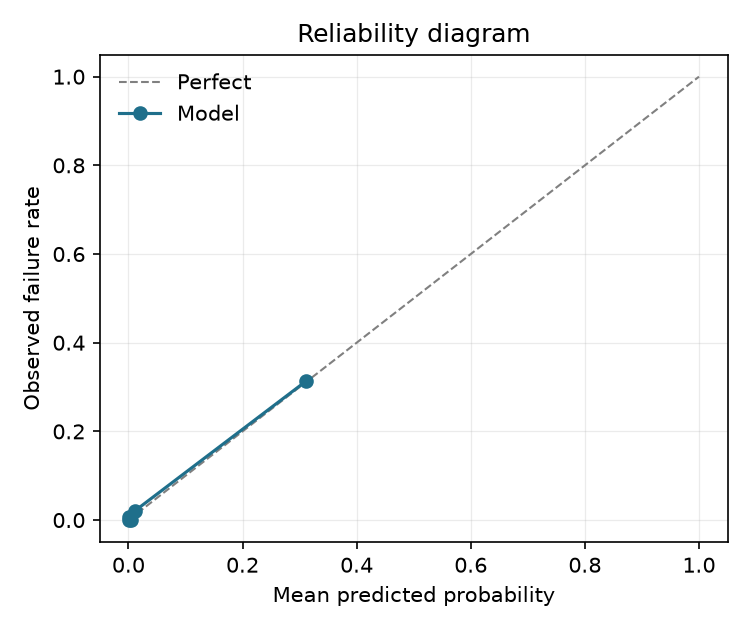 Reliability diagram
Perfect
Model
1.0
0.8
0.6
0.4
0.2
0.0
Observed failure rate
0.0 0.2 0.4 0.6 0.8 1.0
Mean predicted probability